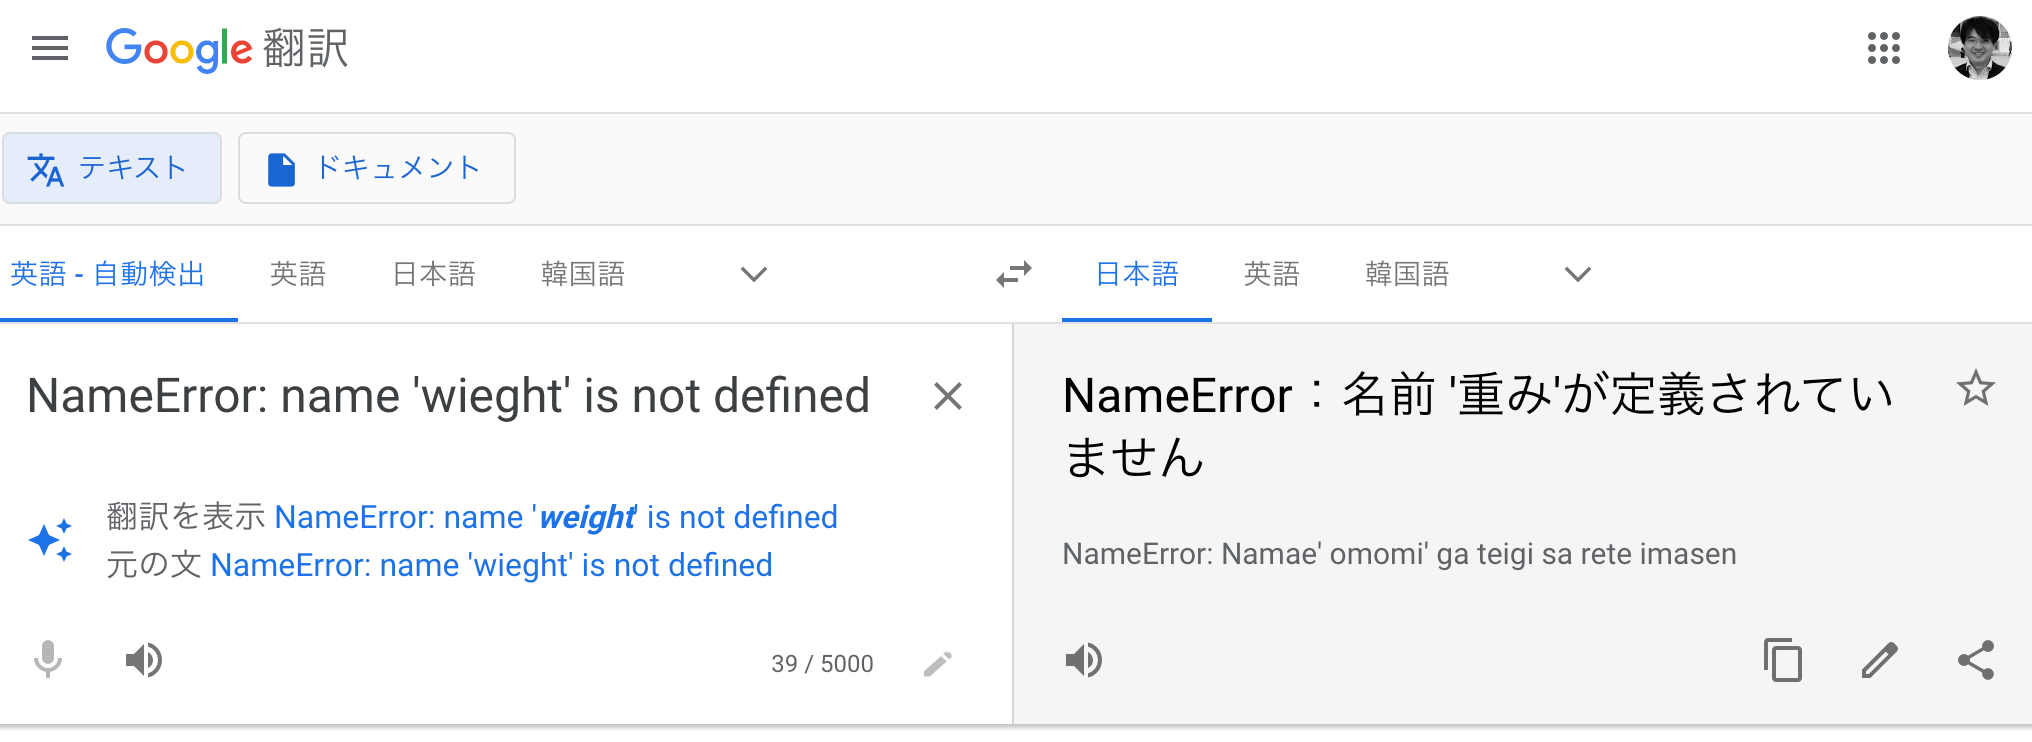 Google 翻訳
テキスト
ドキュメント
英語 - 自動検出 英語 日本語 韓国語
日本語 英語 韓国語
NameError: name 'wieght' is not defined
翻訳を表示 NameError: name 'weight' is not defined
元の文 NameError: name 'wieght' is not defined
39 / 5000
NameError：名前 '重み'が定義されてい
ません
NameError: Namae' omomi' ga teigi sa rete imasen